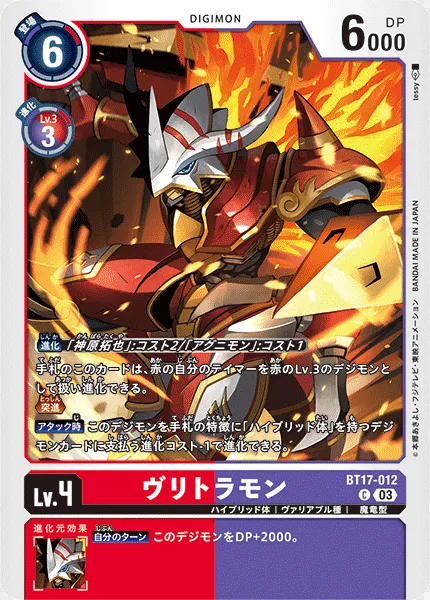 DIGIMON
登場
6
DP
6000
進化
Lv.3
3
tessy
© 本郷あきよし・フジテレビ・東映アニメーション BANDAI MADE IN JAPAN
進化 「神原拓也」:コスト2/「アグニモン」:コスト1
手札のこのカードは、赤の自分のテイマーを赤のLv.3のデジモンと
して扱い進化できる。
突進
アタック時 このデジモンを手札の特徴に「ハイブリッド体」を持つデジ
モンカードに支払う進化コスト-1で進化できる。
Lv.4
ヴリトラモン
BT17-012
C 03
ハイブリッド体 | ヴァリアブル種 | 魔竜型
進化元効果
自分のターン このデジモンをDP+2000。